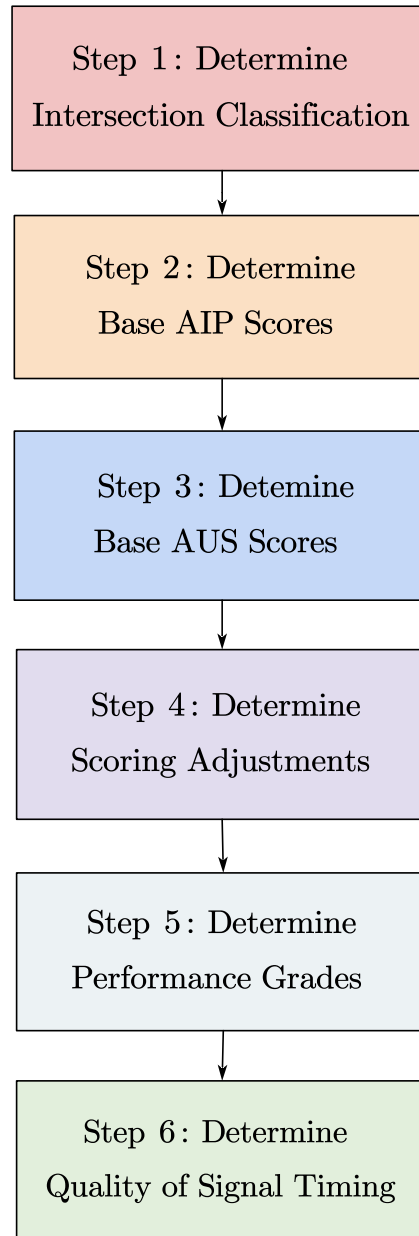 Step 1: Determine
Intersection Classification
Step 2: Determine
Base AIP Scores
Step 3: Detemine
Base AUS Scores
Step 4: Determine
Scoring Adjustments
Step 5: Determine
Performance Grades
Step 6: Determine
Quality of Signal Timing